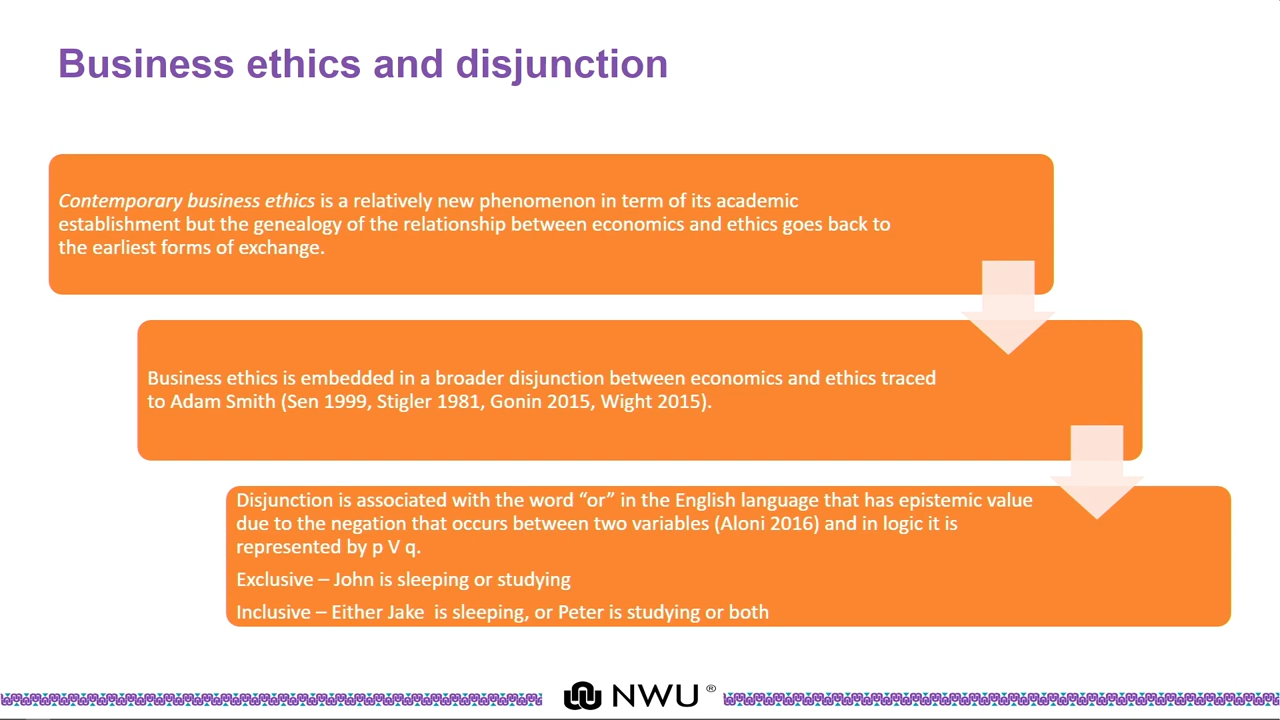 Business ethics and disjunction
Contemporary business ethics is a relatively new phenomenon in term of its academic
establishment but the genealogy of the relationship between economics and ethics goes back to
the earliest forms of exchange.
Business ethics is embedded in a broader disjunction between economics and ethics traced
to Adam Smith (Sen 1999, Stigler 1981, Gonin 2015, Wight 2015).
Disjunction is associated with the word “or” in the English language that has epistemic value
due to the negation that occurs between two variables (Aloni 2016) and in logic it is
represented by p V q.
Exclusive – John is sleeping or studying
Inclusive – Either Jake  is sleeping, or Peter is studying or both
NWU ®